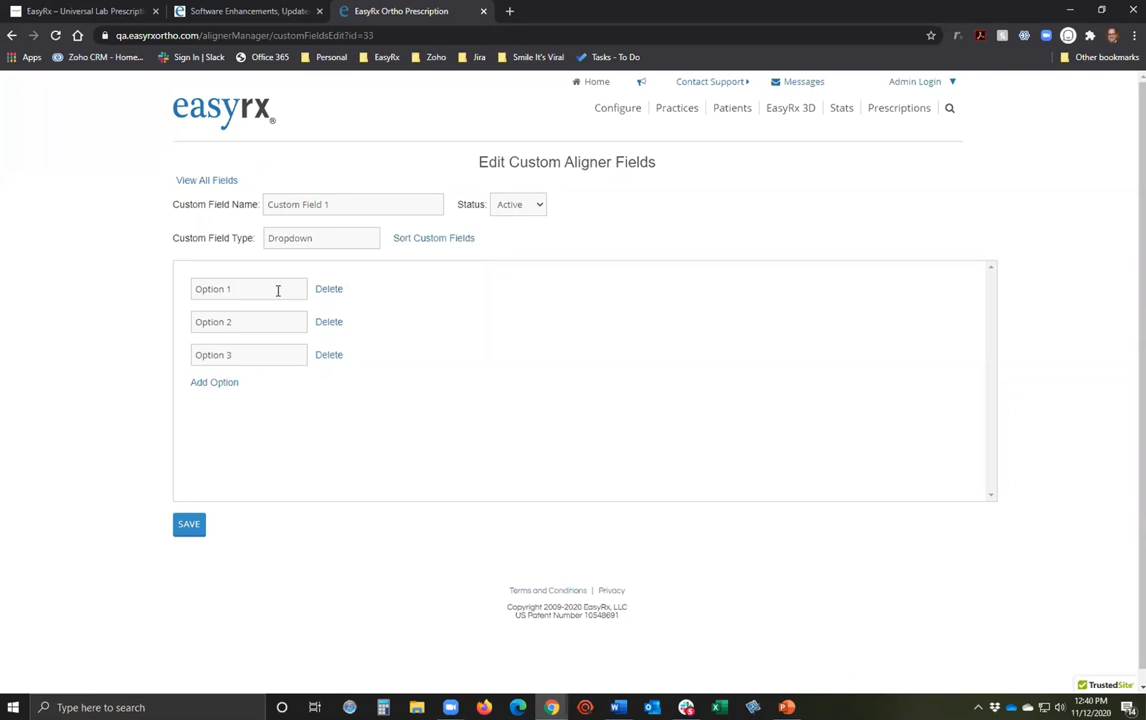 EasyRx – Universal Lab Prescripti
Software Enhancements, Update
EasyRx Ortho Prescription
qa.easyrxortho.com/alignerManager/customFieldsEdit?id=33
Apps
Zoho CRM - Home...
Sign In | Slack
Office 365
Personal
EasyRx
Zoho
Jira
Smile It's Viral
Tasks - To Do
Other bookmarks
Home
Contact Support
Messages
Admin Login
easyrx®
Configure
Practices
Patients
EasyRx 3D
Stats
Prescriptions
Edit Custom Aligner Fields
View All Fields
Custom Field Name: Custom Field 1 Status: Active
Custom Field Type: Dropdown Sort Custom Fields
Option 1 Delete
Option 2 Delete
Option 3 Delete
Add Option
SAVE
Terms and Conditions | Privacy
Copyright 2009-2020 EasyRx, LLC
US Patent Number 10548691
TrustedSite
Type here to search
12:40 PM
11/12/2020